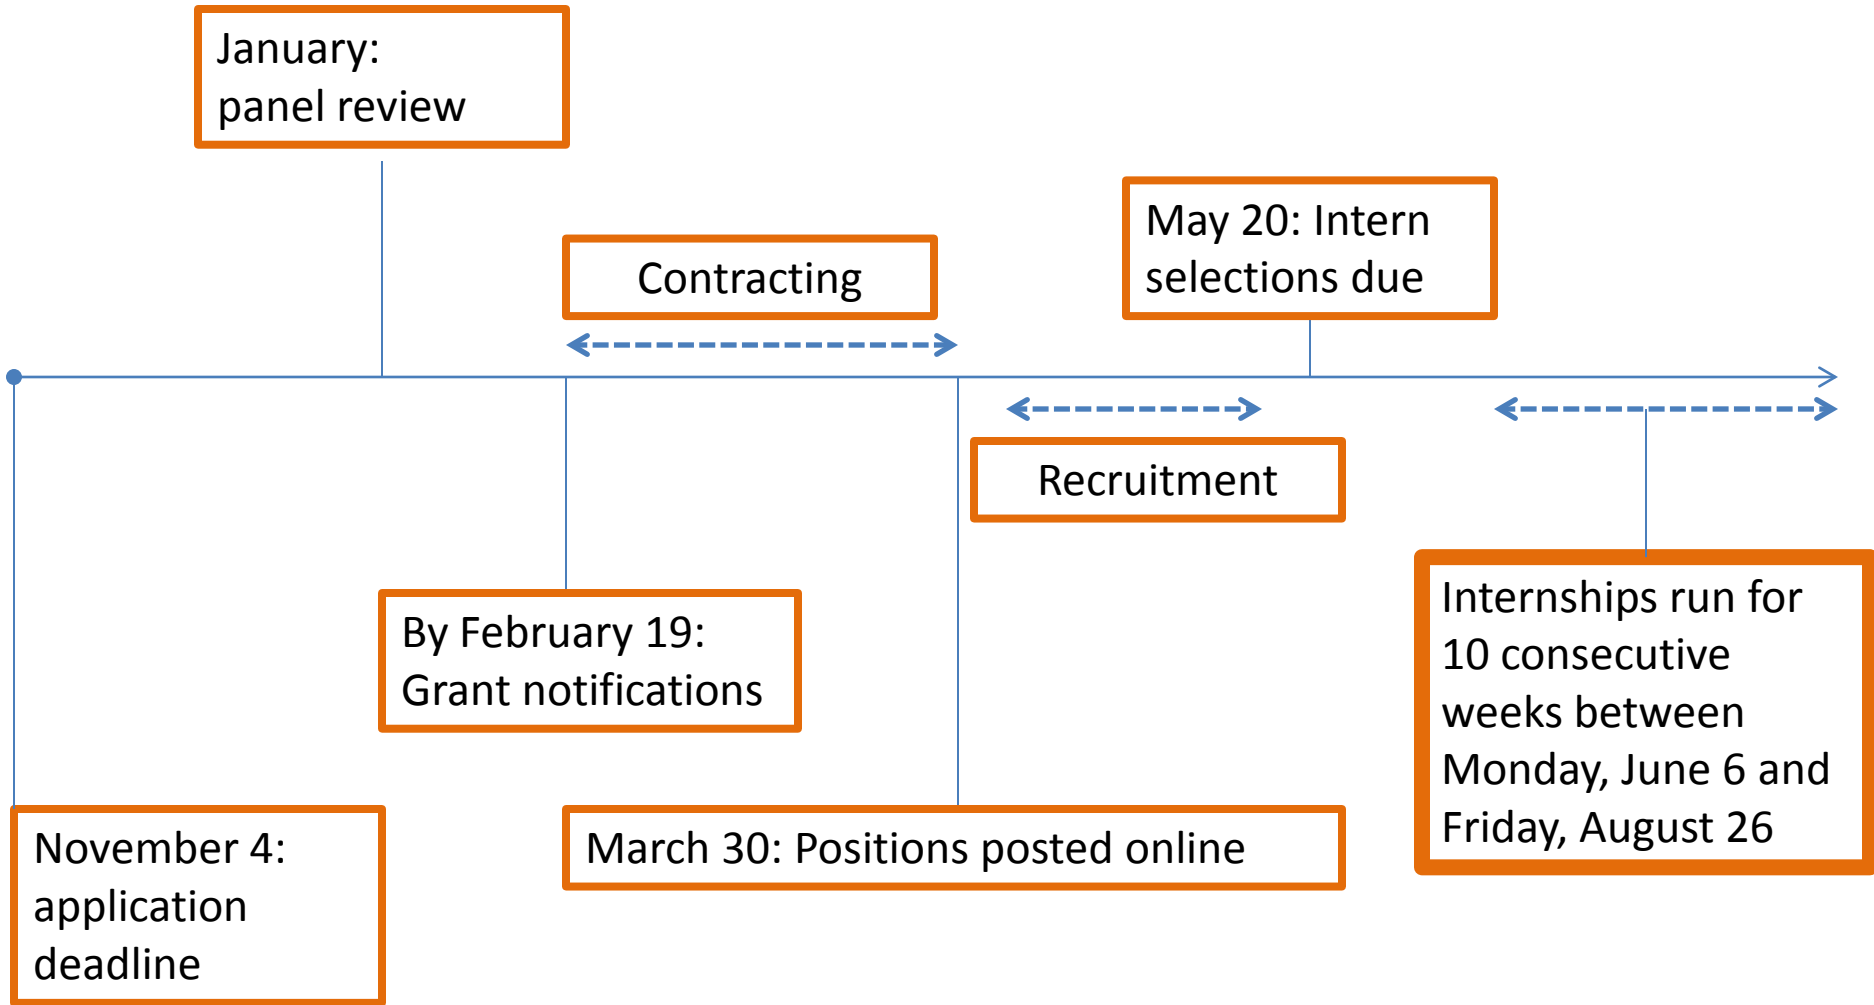 January:
panel review
Contracting
May 20: Intern
selections due
Recruitment
By February 19:
Grant notifications
March 30: Positions posted online
November 4:
application
deadline
Internships run for
10 consecutive
weeks between
Monday, June 6 and
Friday, August 26